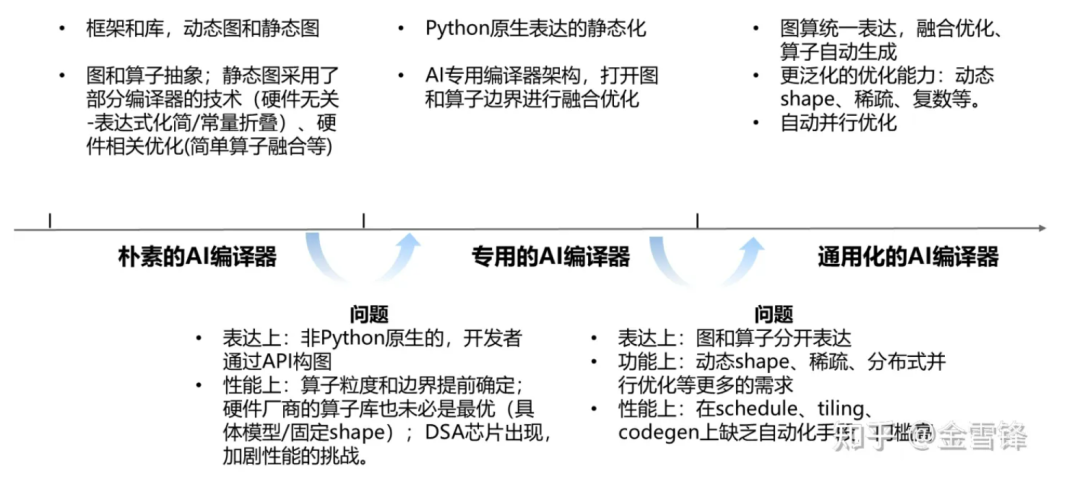 • 框架和库，动态图和静态图
• 图和算子抽象；静态图采用了
部分编译器的技术（硬件无关
-表达式化简/常量折叠）、硬
件相关优化(简单算子融合等)
• Python原生表达的静态化
• AI专用编译器架构，打开图
和算子边界进行融合优化
• 图算统一表达，融合优化、
算子自动生成
• 更泛化的优化能力：动态
shape、稀疏、复数等。
• 自动并行优化
朴素的AI编译器
专用的AI编译器
通用化的AI编译器
问题
• 表达上：非Python原生的，开发者
通过API构图
• 性能上：算子粒度和边界提前确定；
硬件厂商的算子库也未必是最优（具
体模型/固定shape）；DSA芯片出现，
加剧性能的挑战。
问题
• 表达上：图和算子分开表达
• 功能上：动态shape、稀疏、分布式并
行优化等更多的需求
• 性能上：在schedule、tiling、
codegen上缺乏自动化手段，门槛高
知乎 @金雪锋